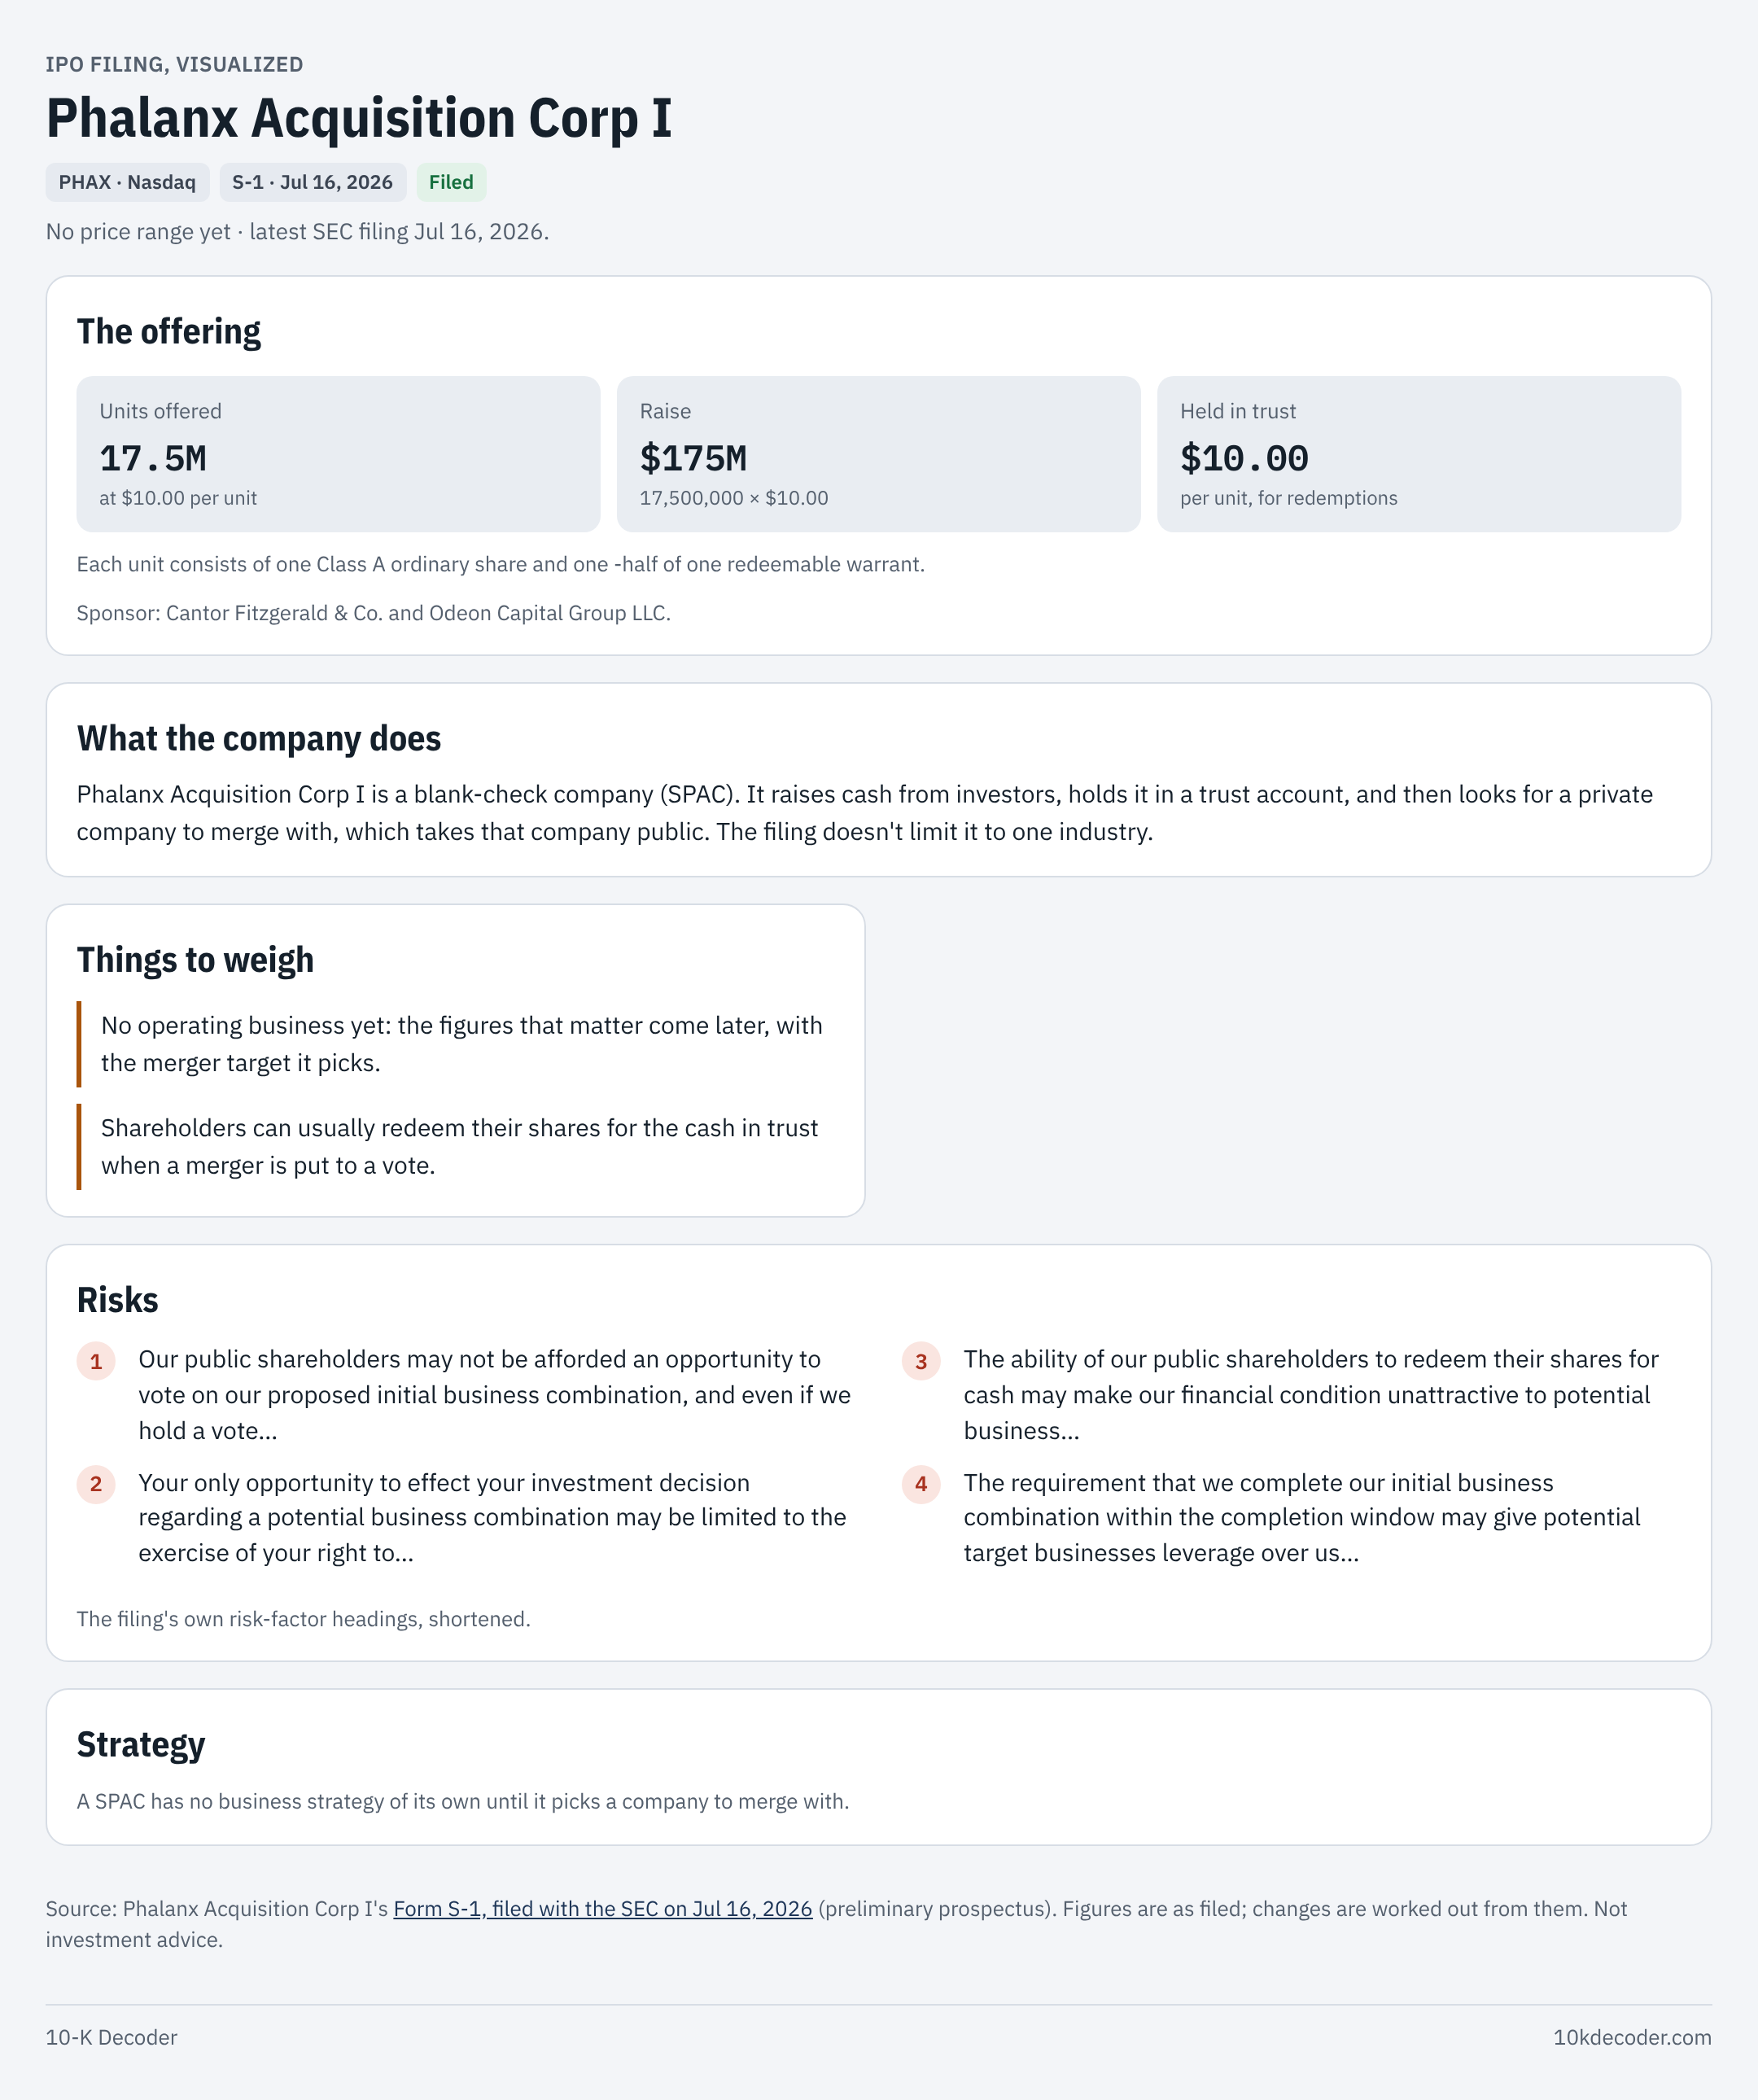 IPO FILING, VISUALIZED
Phalanx Acquisition Corp I
PHAX · Nasdaq
S-1 · Jul 16, 2026
Filed
No price range yet · latest SEC filing Jul 16, 2026.
The offering
Units offered
17.5M
at $10.00 per unit
Raise
$175M
17,500,000 × $10.00
Held in trust
$10.00
per unit, for redemptions
Each unit consists of one Class A ordinary share and one -half of one redeemable warrant.
Sponsor: Cantor Fitzgerald & Co. and Odeon Capital Group LLC.
What the company does
Phalanx Acquisition Corp I is a blank-check company (SPAC). It raises cash from investors, holds it in a trust account, and then looks for a private
company to merge with, which takes that company public. The filing doesn't limit it to one industry.
Things to weigh
No operating business yet: the figures that matter come later, with
the merger target it picks.
Shareholders can usually redeem their shares for the cash in trust
when a merger is put to a vote.
Risks
1
Our public shareholders may not be afforded an opportunity to
vote on our proposed initial business combination, and even if we
hold a vote...
2
Your only opportunity to effect your investment decision
regarding a potential business combination may be limited to the
exercise of your right to...
3
The ability of our public shareholders to redeem their shares for
cash may make our financial condition unattractive to potential
business...
4
The requirement that we complete our initial business
combination within the completion window may give potential
target businesses leverage over us...
The filing's own risk-factor headings, shortened.
Strategy
A SPAC has no business strategy of its own until it picks a company to merge with.
Source: Phalanx Acquisition Corp I's Form S-1, filed with the SEC on Jul 16, 2026 (preliminary prospectus). Figures are as filed; changes are worked out from them. Not
investment advice.
10-K Decoder
10kdecoder.com